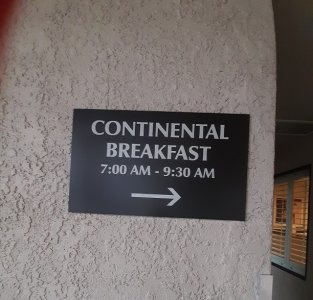 CONTINENTAL
BREAKFAST
7:00 AM - 9:30 AM